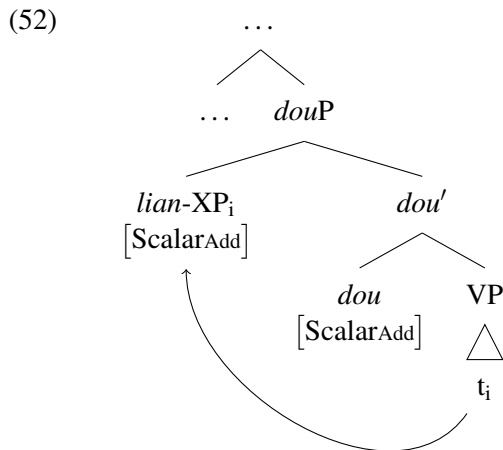 (52) …
… douP
lian-XPi dou′
[ScalarAdd]
dou VP
[ScalarAdd]
ti